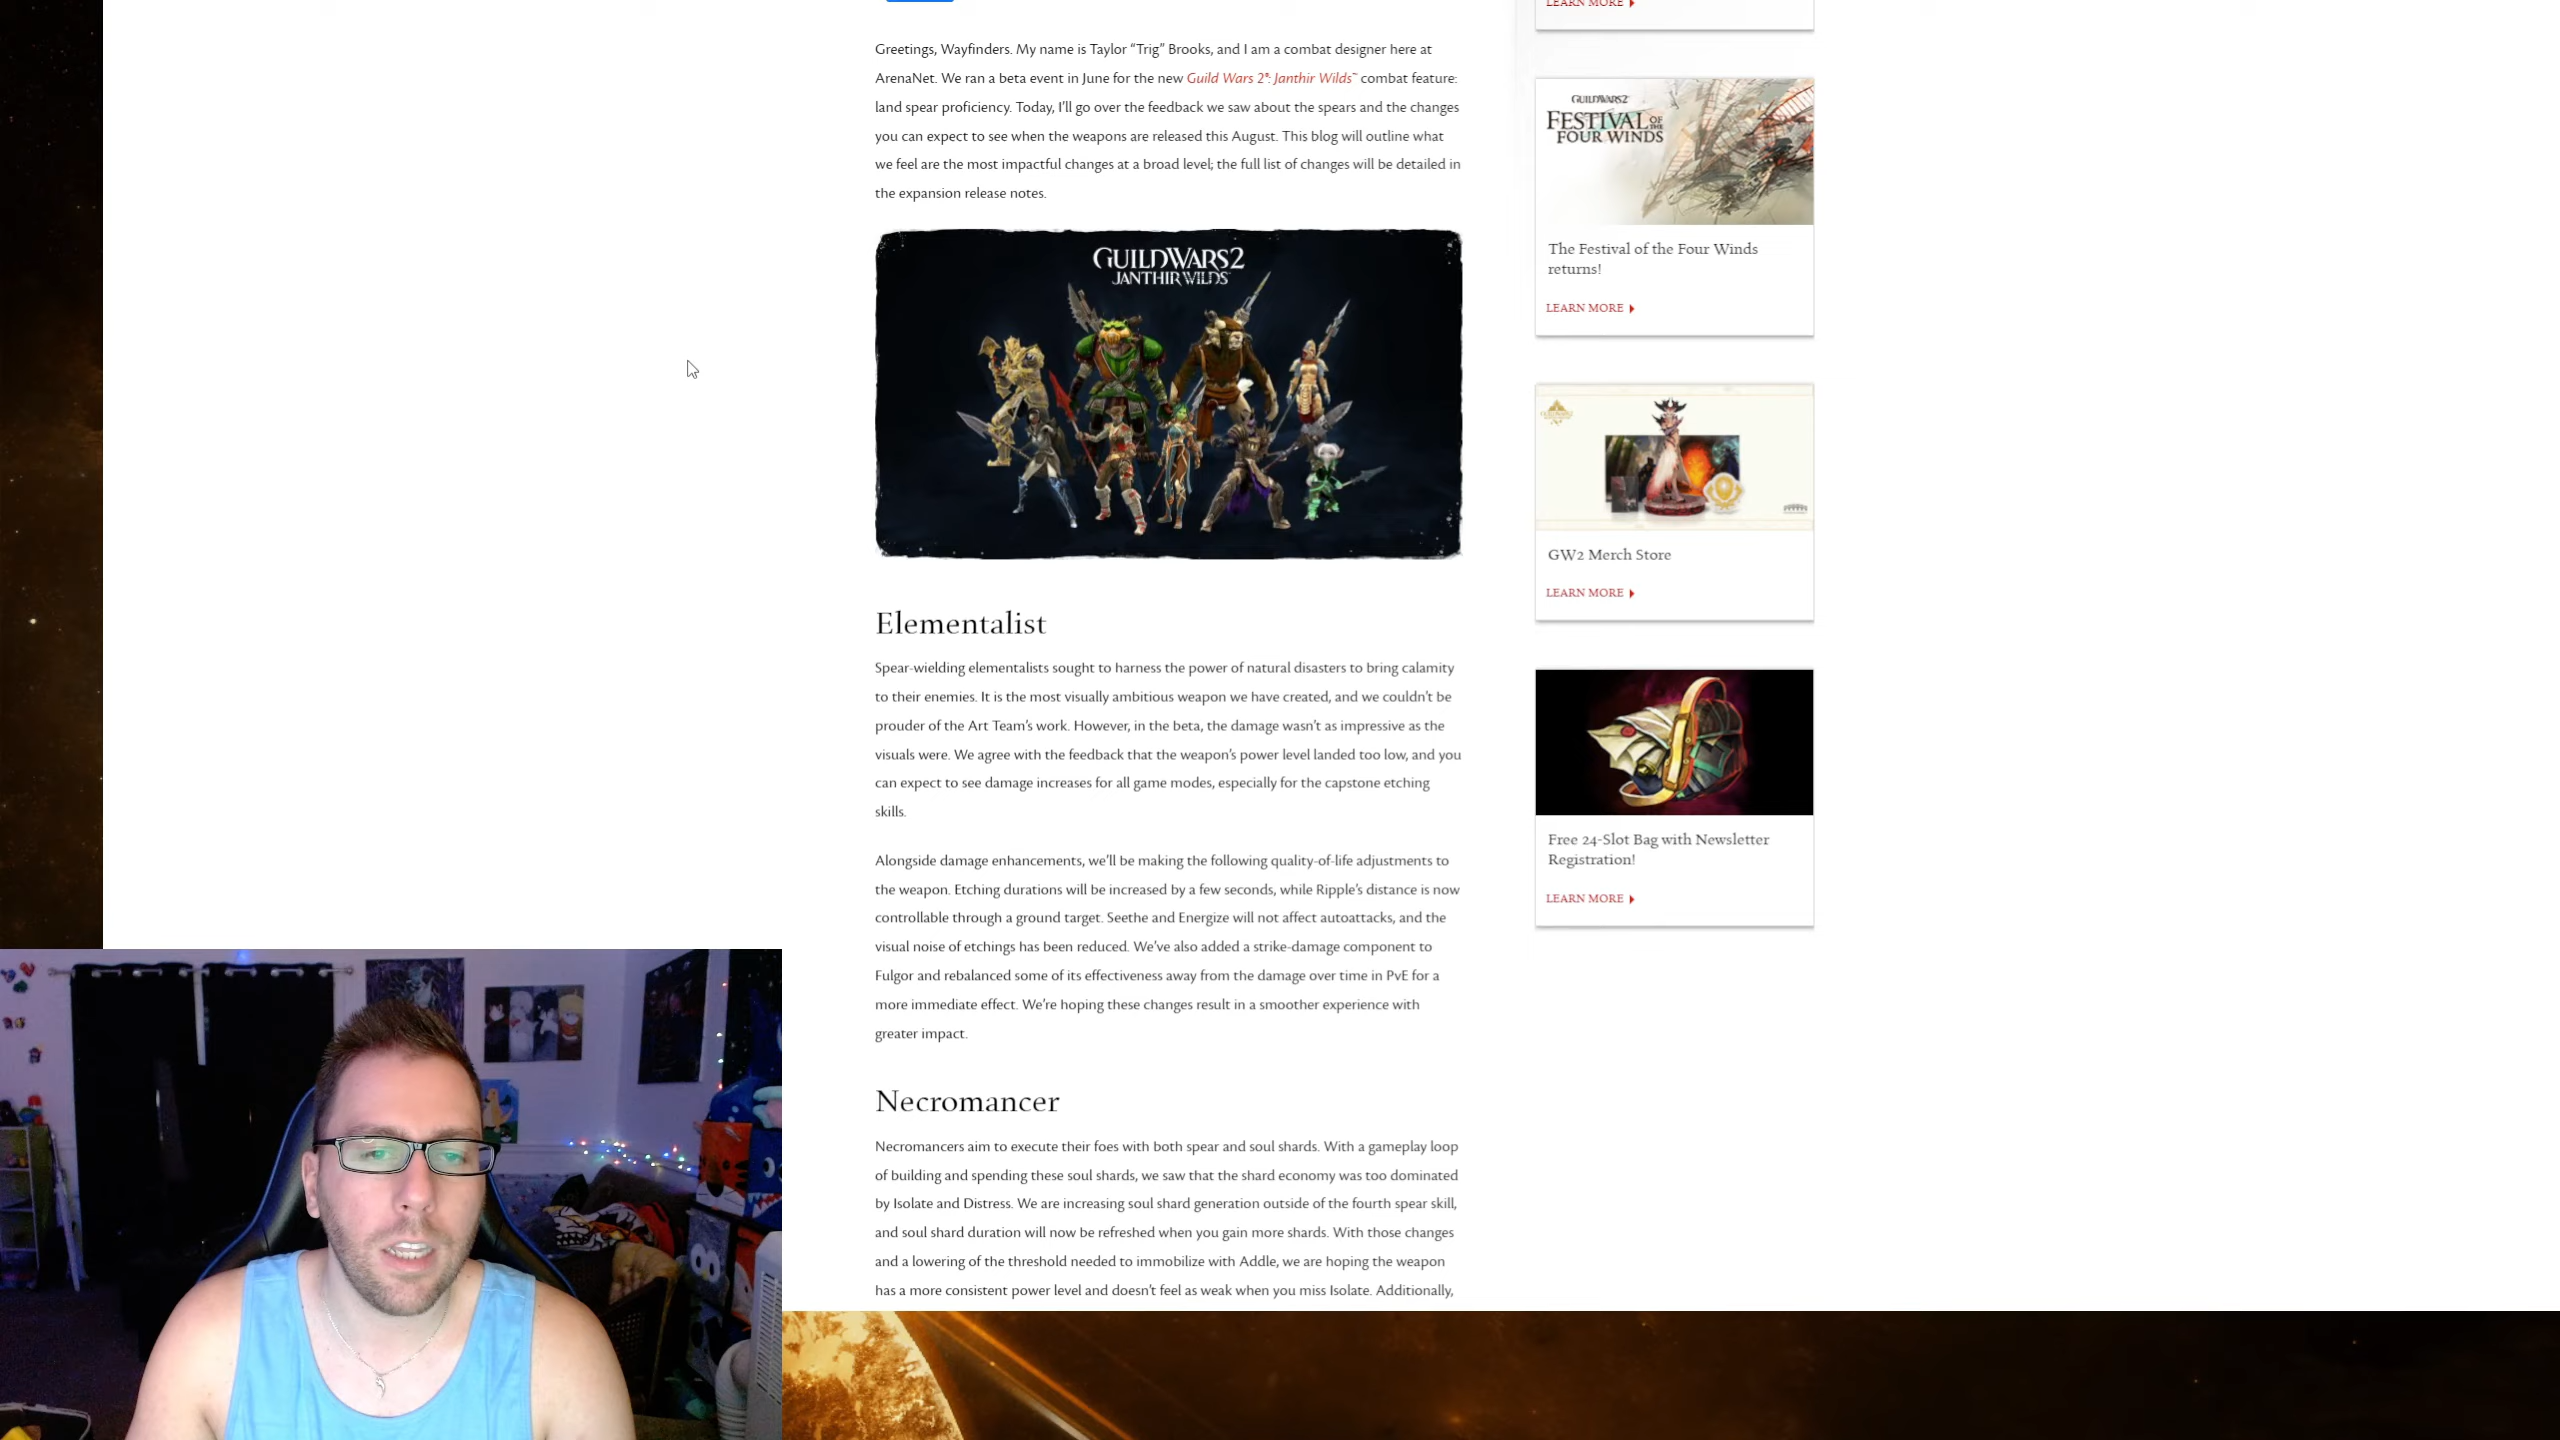 Greetings, Wayfinders. My name is Taylor “Trig” Brooks, and I am a combat designer here at
ArenaNet. We ran a beta event in June for the new Guild Wars 2®: Janthir Wilds™ combat feature:
land spear proficiency. Today, I’ll go over the feedback we saw about the spears and the changes
you can expect to see when the weapons are released this August. This blog will outline what
we feel are the most impactful changes at a broad level; the full list of changes will be detailed in
the expansion release notes.
GUILDWARS2
JANTHIR WILDS
Elementalist
Spear-wielding elementalists sought to harness the power of natural disasters to bring calamity
to their enemies. It is the most visually ambitious weapon we have created, and we couldn’t be
prouder of the Art Team’s work. However, in the beta, the damage wasn’t as impressive as the
visuals were. We agree with the feedback that the weapon’s power level landed too low, and you
can expect to see damage increases for all game modes, especially for the capstone etching
skills.
Alongside damage enhancements, we’ll be making the following quality-of-life adjustments to
the weapon. Etching durations will be increased by a few seconds, while Ripple’s distance is now
controllable through a ground target. Seethe and Energize will not affect autoattacks, and the
visual noise of etchings has been reduced. We’ve also added a strike-damage component to
Fulgor and rebalanced some of its effectiveness away from the damage over time in PvE for a
more immediate effect. We’re hoping these changes result in a smoother experience with
greater impact.
Necromancer
Necromancers aim to execute their foes with both spear and soul shards. With a gameplay loop
of building and spending these soul shards, we saw that the shard economy was too dominated
by Isolate and Distress. We are increasing soul shard generation outside of the fourth spear skill,
and soul shard duration will now be refreshed when you gain more shards. With those changes
and a lowering of the threshold needed to immobilize with Addle, we are hoping the weapon
has a more consistent power level and doesn’t feel as weak when you miss Isolate. Additionally,
LEARN MORE
GUILDWARS2
FESTIVAL OF THE
FOUR WINDS
The Festival of the Four Winds
returns!
LEARN MORE
GW2 Merch Store
LEARN MORE
Free 24-Slot Bag with Newsletter
Registration!
LEARN MORE